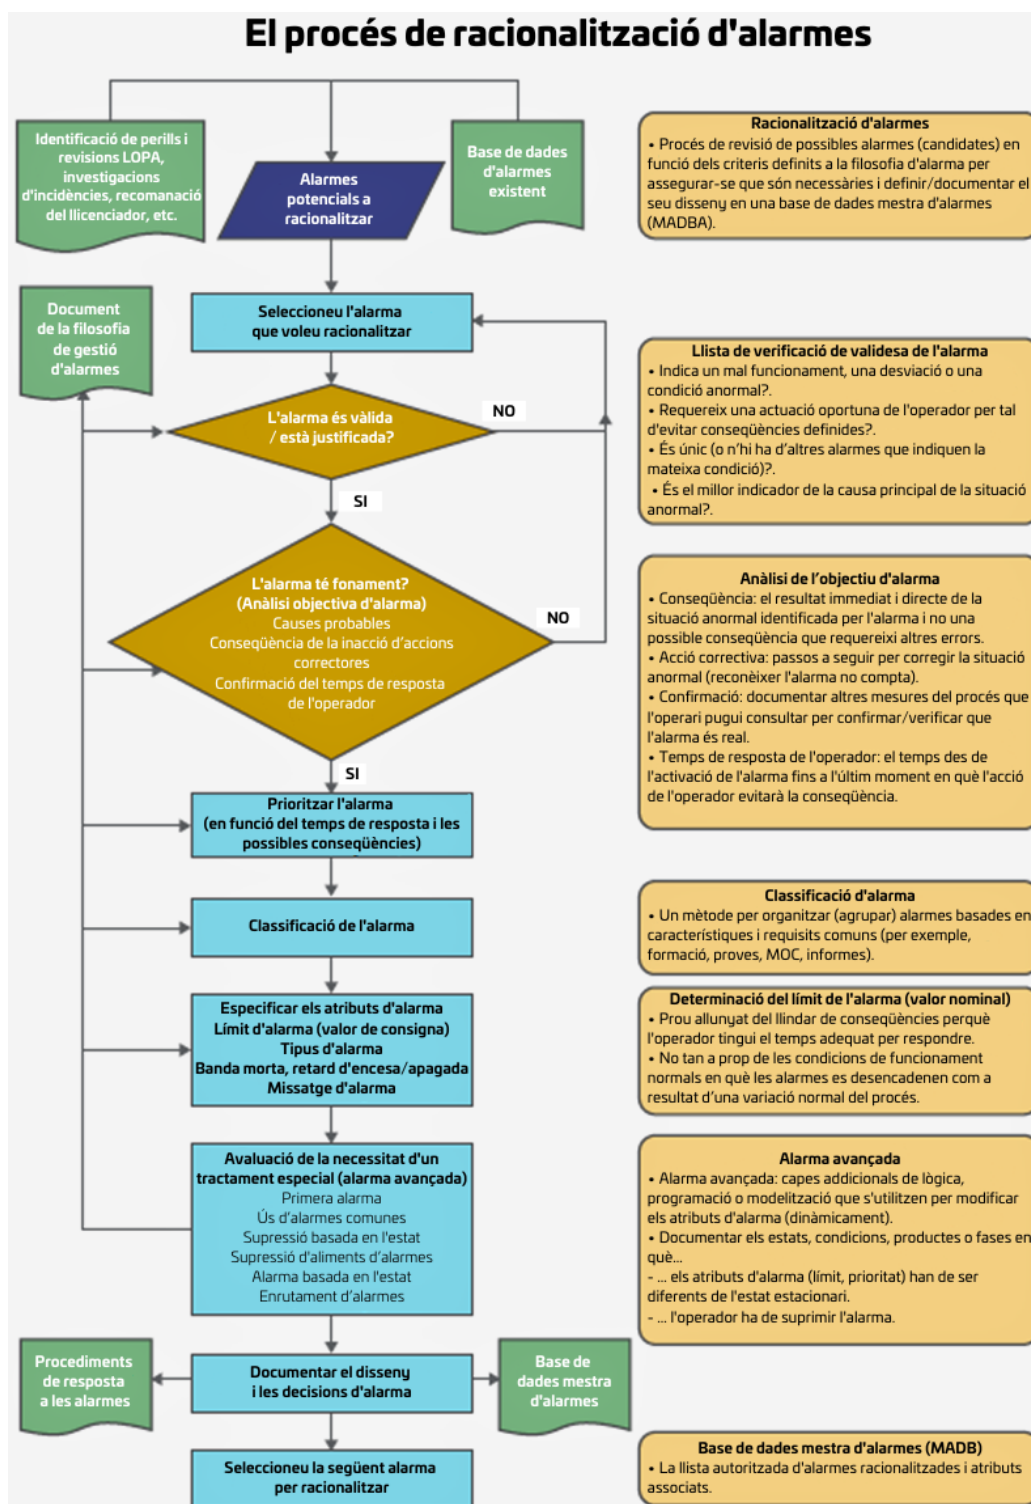 El procés de racionalització d'alarmes
Identificació de perills i
revisions LOPA,
investigacions
d'incidències, recomanació
del llicenciador, etc.
Alarmes
potencials a
racionalitzar
Base de dades
d'alarmes
existent
Racionalització d'alarmes
• Procés de revisió de possibles alarmes (candidates) en
funció dels criteris definits a la filosofia d'alarma per
assegurar-se que són necessàries i definir/documentar el
seu disseny en una base de dades mestra d'alarmes
(MADBA).
Document
de la filosofia
de gestió
d'alarmes
Seleccioneu l'alarma
que voleu racionalitzar
Llista de verificació de validesa de l'alarma
• Indica un mal funcionament, una desviació o una
condició anormal?.
• Requereix una actuació oportuna de l'operador per tal
d'evitar conseqüències definides?.
• És únic (o n’hi ha d’altres alarmes que indiquen la
mateixa condició)?.
• És el millor indicador de la causa principal de la situació
anormal?.
L'alarma és vàlida
/ està justificada?
NO
SI
L'alarma té fonament?
(Anàlisi objectiva d'alarma)
Causes probables
Conseqüència de la inacció d’accions
correctores
Confirmació del temps de resposta
de l'operador
NO
SI
Anàlisi de l’objectiu d'alarma
• Conseqüència: el resultat immediat i directe de la
situació anormal identificada per l'alarma i no una
possible conseqüència que requereixi altres errors.
• Acció correctiva: passos a seguir per corregir la situació
anormal (reconèixer l'alarma no compta).
• Confirmació: documentar altres mesures del procés que
l'operari pugui consultar per confirmar/verificar que
l'alarma és real.
• Temps de resposta de l'operador: el temps des de
l'activació de l'alarma fins a l'últim moment en què l'acció
de l'operador evitarà la conseqüència.
Prioritzar l'alarma
(en funció del temps de resposta i les
possibles conseqüències)
Classificació de l'alarma
Classificació d'alarma
• Un mètode per organitzar (agrupar) alarmes basades en
característiques i requisits comuns (per exemple,
formació, proves, MOC, informes).
Especificar els atributs d'alarma
Límit d'alarma (valor de consigna)
Tipus d'alarma
Banda morta, retard d'encesa/apagada
Missatge d'alarma
Determinació del límit de l'alarma (valor nominal)
• Prou allunyat del llindar de conseqüències perquè
l'operador tingui el temps adequat per respondre.
• No tan a prop de les condicions de funcionament
normals en què les alarmes es desencadenen com a
resultat d’una variació normal del procés.
Avaluació de la necessitat d'un
tractament especial (alarma avançada)
Primera alarma
Ús d’alarmes comunes
Supressió basada en l'estat
Supressió d'aliments d’alarmes
Alarma basada en l'estat
Enrutament d’alarmes
Alarma avançada
• Alarma avançada: capes addicionals de lògica,
programació o modelització que s'utilitzen per modificar
els atributs d'alarma (dinàmicament).
• Documentar els estats, condicions, productes o fases en
què...
- ... els atributs d'alarma (límit, prioritat) han de ser
diferents de l'estat estacionari.
- ... l'operador ha de suprimir l'alarma.
Procediments
de resposta
a les alarmes
Documentar el disseny
i les decisions d'alarma
Base de
dades mestra
d'alarmes
Seleccioneu la següent alarma
per racionalitzar
Base de dades mestra d'alarmes (MADB)
• La llista autoritzada d'alarmes racionalitzades i atributs
associats.